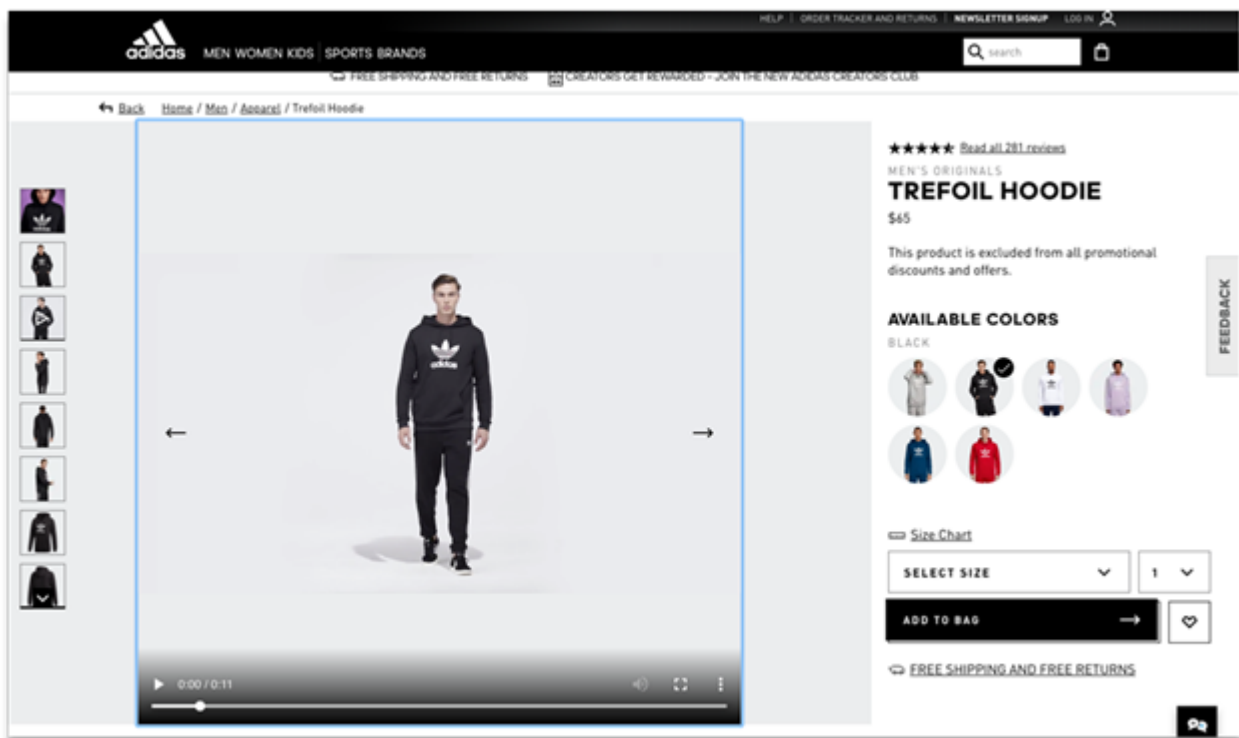 HELP | ORDER TRACKER AND RETURNS | NEWSLETTER SIGNUP LOG IN
adidas
MEN WOMEN KIDS | SPORTS BRANDS
search
FREE SHIPPING AND FREE RETURNS
CREATORS GET REWARDED - JOIN THE NEW ADIDAS CREATORS CLUB
Back Home / Men / Apparel / Trefoil Hoodie
Read all 281 reviews
MEN'S ORIGINALS
TREFOIL HOODIE
$65
This product is excluded from all promotional
discounts and offers.
FEEDBACK
AVAILABLE COLORS
BLACK
adidas
Size Chart
SELECT SIZE 1
ADD TO BAG
FREE SHIPPING AND FREE RETURNS
0:00 / 0:11